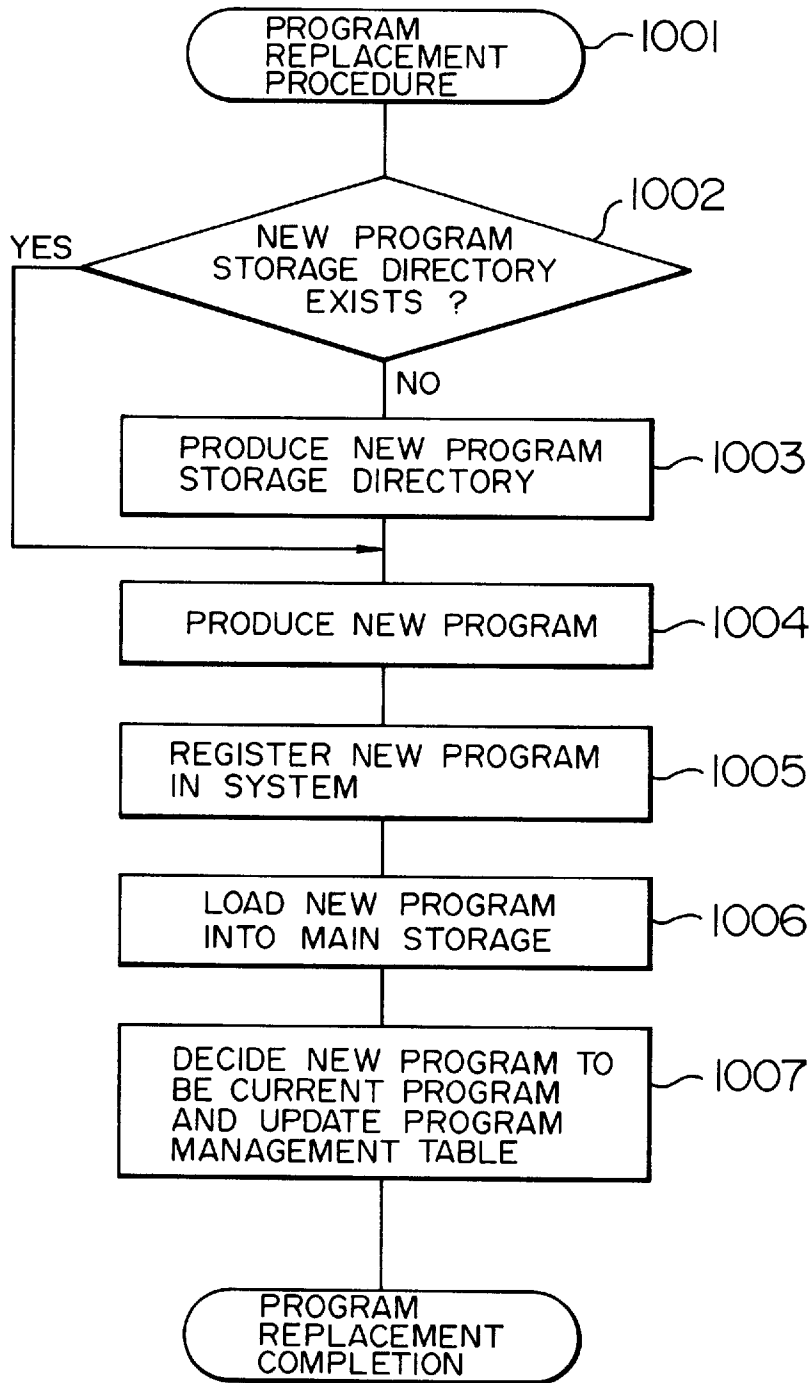 PROGRAM
REPLACEMENT
PROCEDURE
1001
1002
NEW PROGRAM
STORAGE DIRECTORY
EXISTS ?
YES
NO
PRODUCE NEW PROGRAM
STORAGE DIRECTORY
1003
PRODUCE NEW PROGRAM
1004
REGISTER NEW PROGRAM
IN SYSTEM
1005
LOAD NEW PROGRAM
INTO MAIN STORAGE
1006
DECIDE NEW PROGRAM TO
BE CURRENT PROGRAM
AND UPDATE PROGRAM
MANAGEMENT TABLE
1007
PROGRAM
REPLACEMENT
COMPLETION